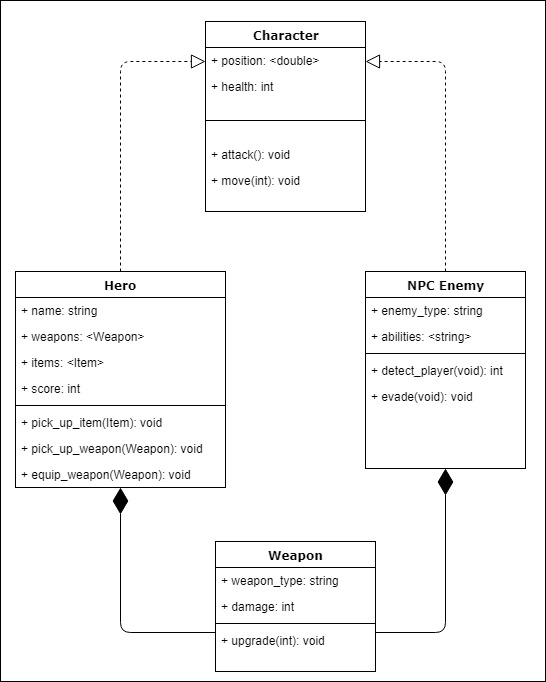 Character
+ position: <double>
+ health: int
+ attack(): void
+ move(int): void
Hero
+ name: string
+ weapons: <Weapon>
+ items: <Item>
+ score: int
+ pick_up_item(Item): void
+ pick_up_weapon(Weapon): void
+ equip_weapon(Weapon): void
NPC Enemy
+ enemy_type: string
+ abilities: <string>
+ detect_player(void): int
+ evade(void): void
Weapon
+ weapon_type: string
+ damage: int
+ upgrade(int): void